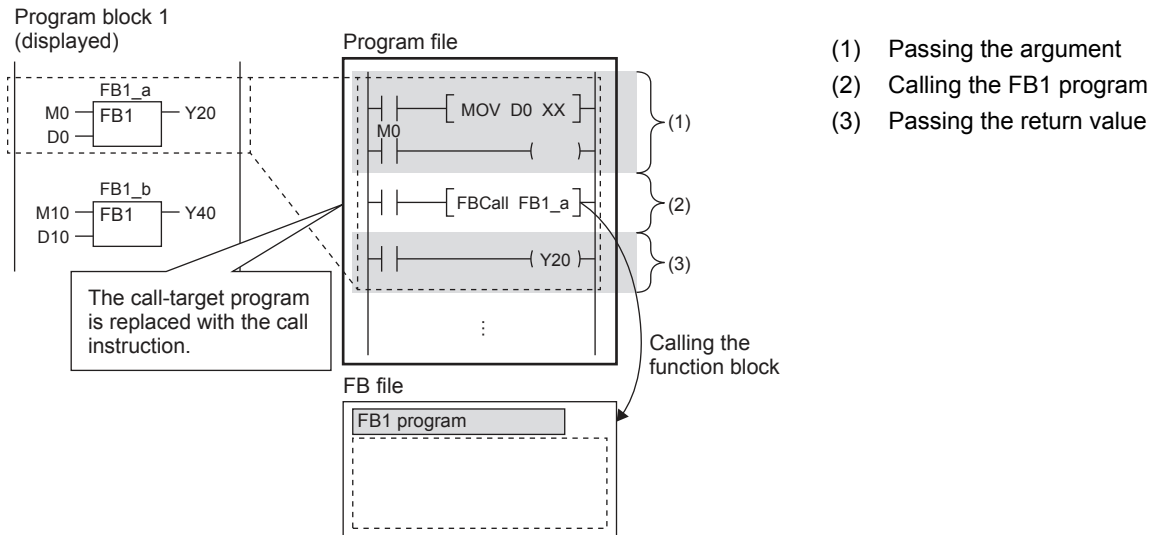 Program block 1
(displayed)
FB1_a
M0 FB1 Y20
D0
FB1_b
M10 FB1 Y40
D10
The call-target program
is replaced with the call
instruction.
Program file
MOV D0 XX
M0
(1)
FBCall FB1_a
(2)
Y20
(3)
Calling the
function block
FB file
FB1 program
(1) Passing the argument
(2) Calling the FB1 program
(3) Passing the return value